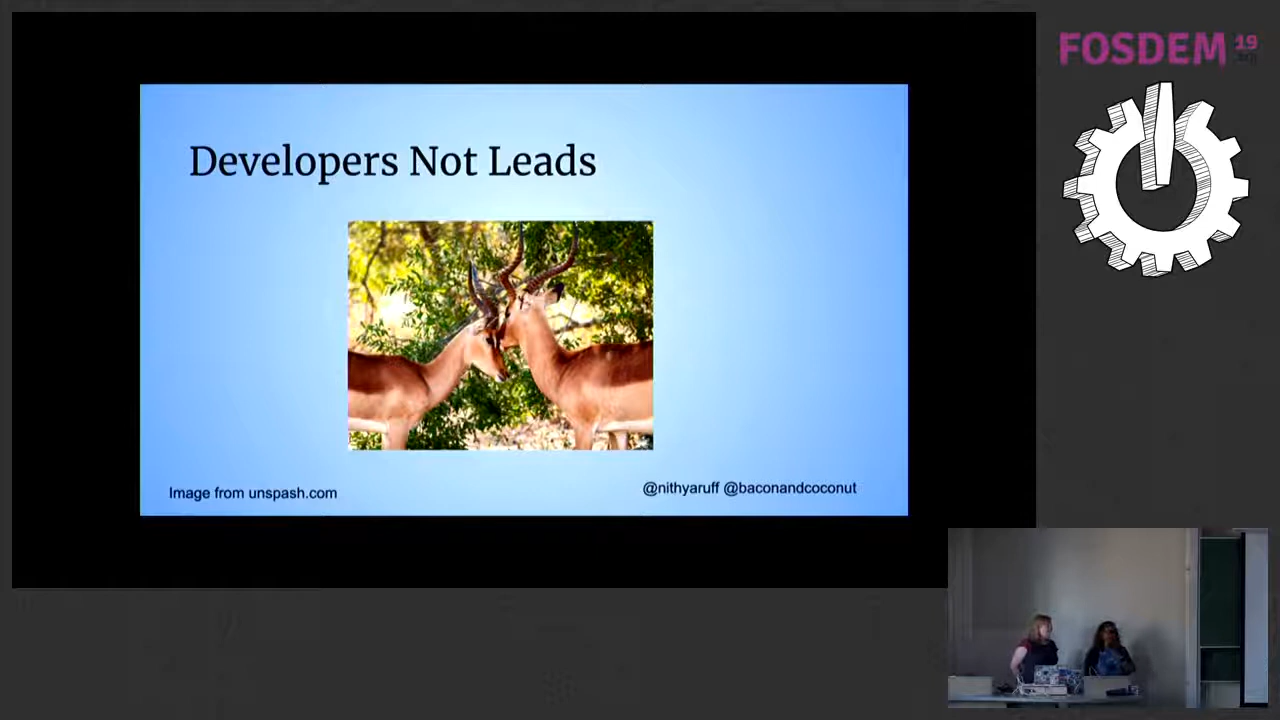 FOSDEM 19
Developers Not Leads
Image from unspash.com
@nithyaruff @baconandcoconut